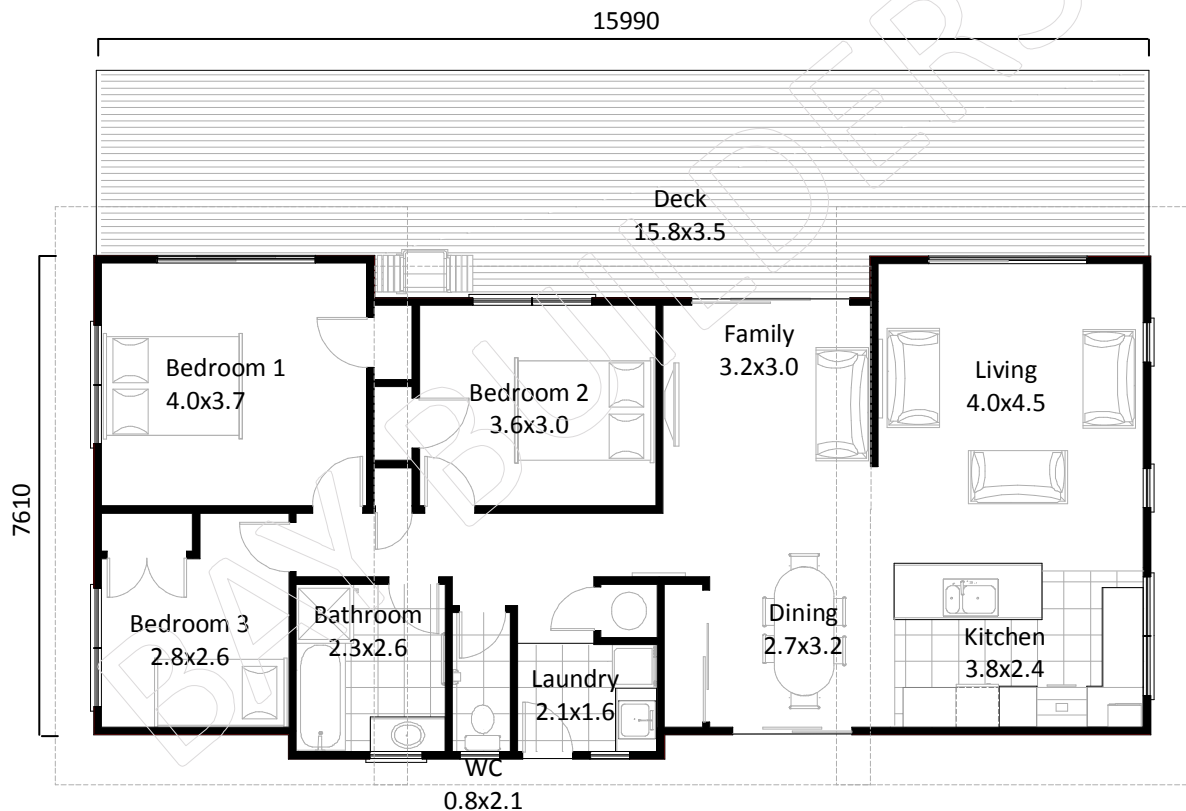 15990
Deck
15.8x3.5
7610
Bedroom 1
4.0x3.7
Bedroom 2
3.6x3.0
Family
3.2x3.0
Living
4.0x4.5
Bedroom 3
2.8x2.6
Bathroom
2.3x2.6
Laundry
2.1x1.6
Dining
2.7x3.2
Kitchen
3.8x2.4
WC
0.8x2.1
BAY BUILDERS